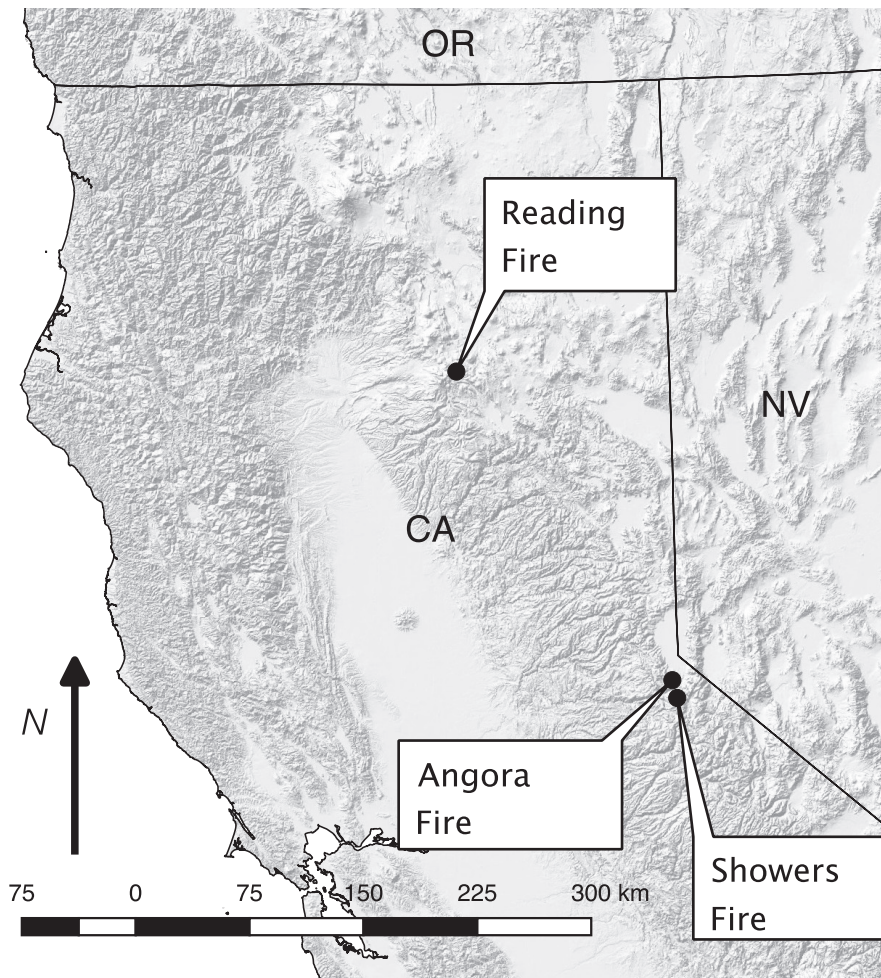 OR
Reading
Fire
NV
CA
N
Angora
Fire
Showers
Fire
75 0 75 150 225 300 km